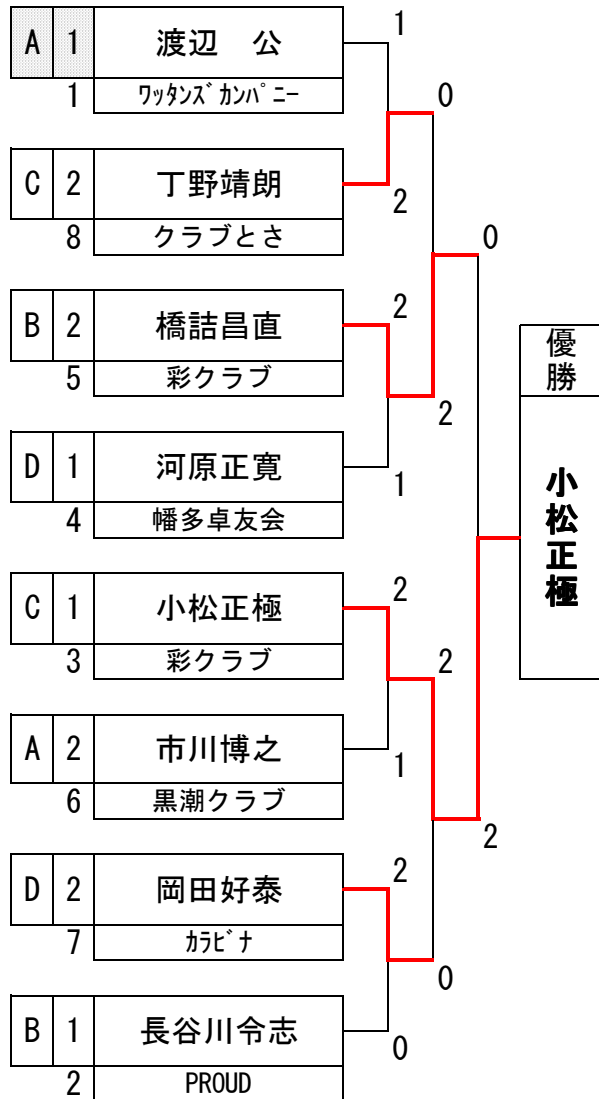 A 1 渡辺　公 1
1 ワッタンズカンパニー
0
C 2 丁野靖朗 2
8 クラブとさ
0
B 2 橋詰昌直 2
5 彩クラブ
2
D 1 河原正寛 1
4 幡多卓友会
優勝
小松正極
C 1 小松正極 2
3 彩クラブ
2
A 2 市川博之 1
6 黒潮クラブ
2
D 2 岡田好泰 2
7 カラビナ
0
B 1 長谷川令志 0
2 PROUD